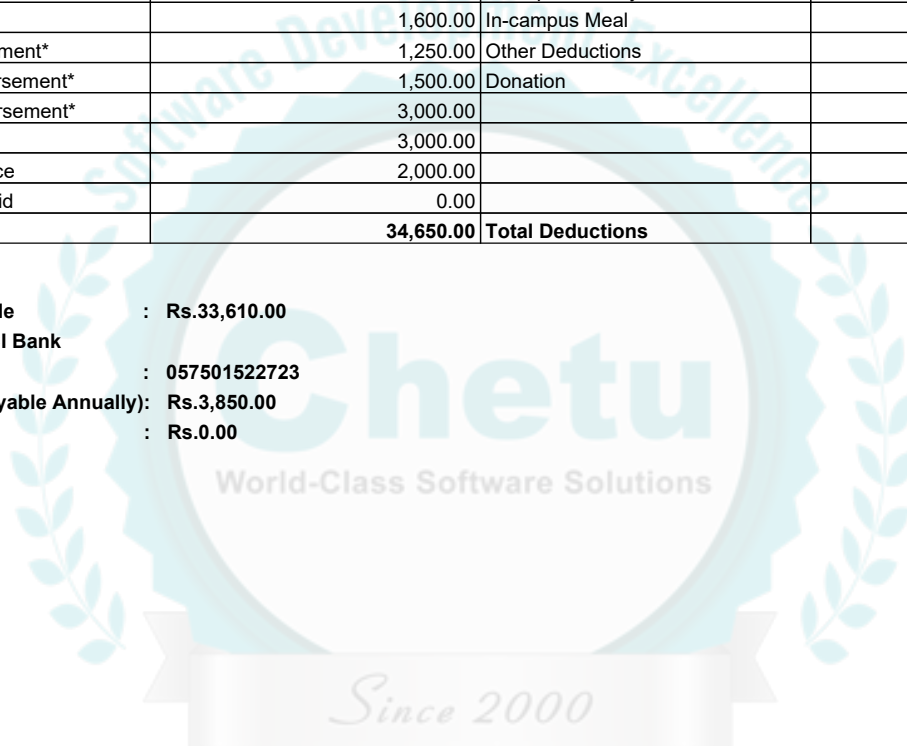 1,600.00 In-campus Meal
ment* 1,250.00 Other Deductions
rsement* 1,500.00 Donation
rsement* 3,000.00
3,000.00
ce 2,000.00
id 0.00
34,650.00 Total Deductions
le : Rs.33,610.00
l Bank
: 057501522723
yable Annually): Rs.3,850.00
: Rs.0.00
Software Development Excellence
Chetu
World-Class Software Solutions
Since 2000